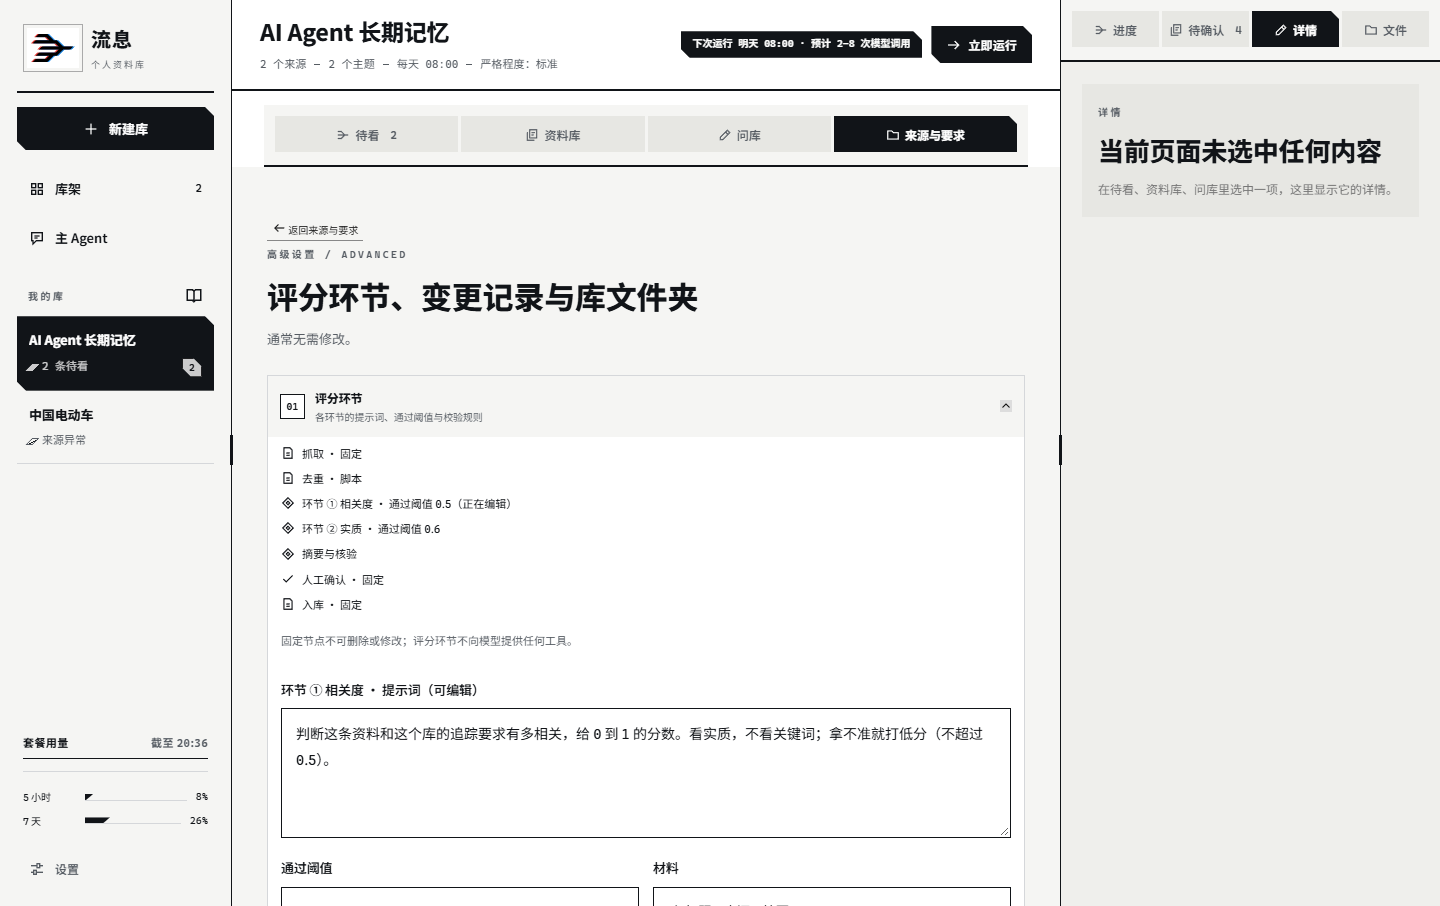 流息
个人资料库
新建库
库架 2
主 Agent
我的库
AI Agent 长期记忆
2 条待看 2
中国电动车
来源异常
套餐用量 截至 20:36
5 小时 8%
7 天 26%
设置
AI Agent 长期记忆
2 个来源 — 2 个主题 — 每天 08:00 — 严格程度：标准
下次运行 明天 08:00 · 预计 2–8 次模型调用
立即运行
待看 2
资料库
问库
来源与要求
返回来源与要求
高级设置 / ADVANCED
评分环节、变更记录与库文件夹
通常无需修改。
01 评分环节
各环节的提示词、通过阈值与校验规则
抓取 · 固定
去重 · 脚本
环节 ① 相关度 · 通过阈值 0.5（正在编辑）
环节 ② 实质 · 通过阈值 0.6
摘要与核验
人工确认 · 固定
入库 · 固定
固定节点不可删除或修改；评分环节不向模型提供任何工具。
环节 ① 相关度 · 提示词（可编辑）
判断这条资料和这个库的追踪要求有多相关，给 0 到 1 的分数。看实质，不看关键词；拿不准就打低分（不超过
0.5）。
通过阈值
材料
进度
待确认 4
详情
文件
详情
当前页面未选中任何内容
在待看、资料库、问库里选中一项，这里显示它的详情。